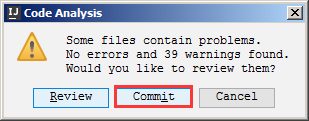 IJ Code Analysis
Some files contain problems.
No errors and 39 warnings found.
Would you like to review them?
Review Commit Cancel